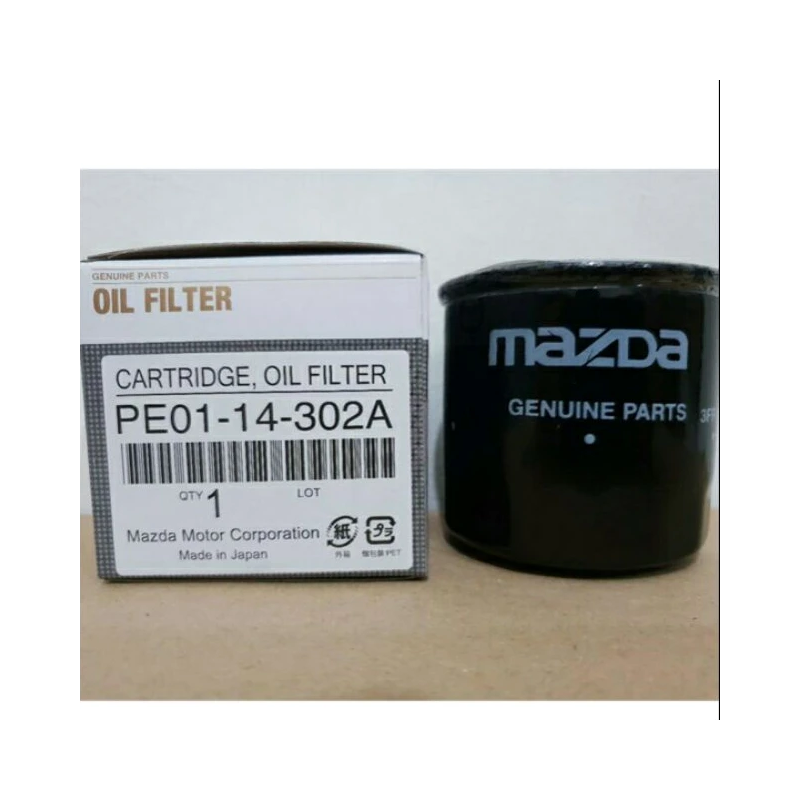 GENUINE PARTS
OIL FILTER
CARTRIDGE, OIL FILTER
PE01-14-302A
QTY 1 LOT
Mazda Motor Corporation
Made in Japan
紙
外箱
プラ
個包装:PET
mazda
GENUINE PARTS